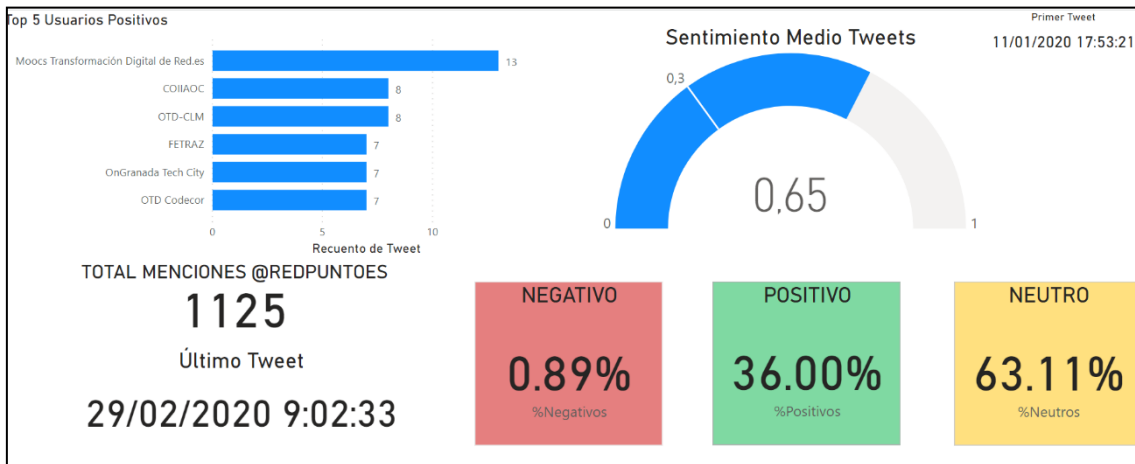 Top 5 Usuarios Positivos
Moocs Transformación Digital de Red.es
13
COIIAOC
8
OTD-CLM
8
FETRAZ
7
OnGranada Tech City
7
OTD Codecor
7
0
5
10
Recuento de Tweet
Sentimiento Medio Tweets
0,3
0,65
0
1
Primer Tweet
11/01/2020 17:53:21
TOTAL MENCIONES @REDPUNTOES
1125
Último Tweet
29/02/2020 9:02:33
NEGATIVO
0.89%
%Negativos
POSITIVO
36.00%
%Positivos
NEUTRO
63.11%
%Neutros